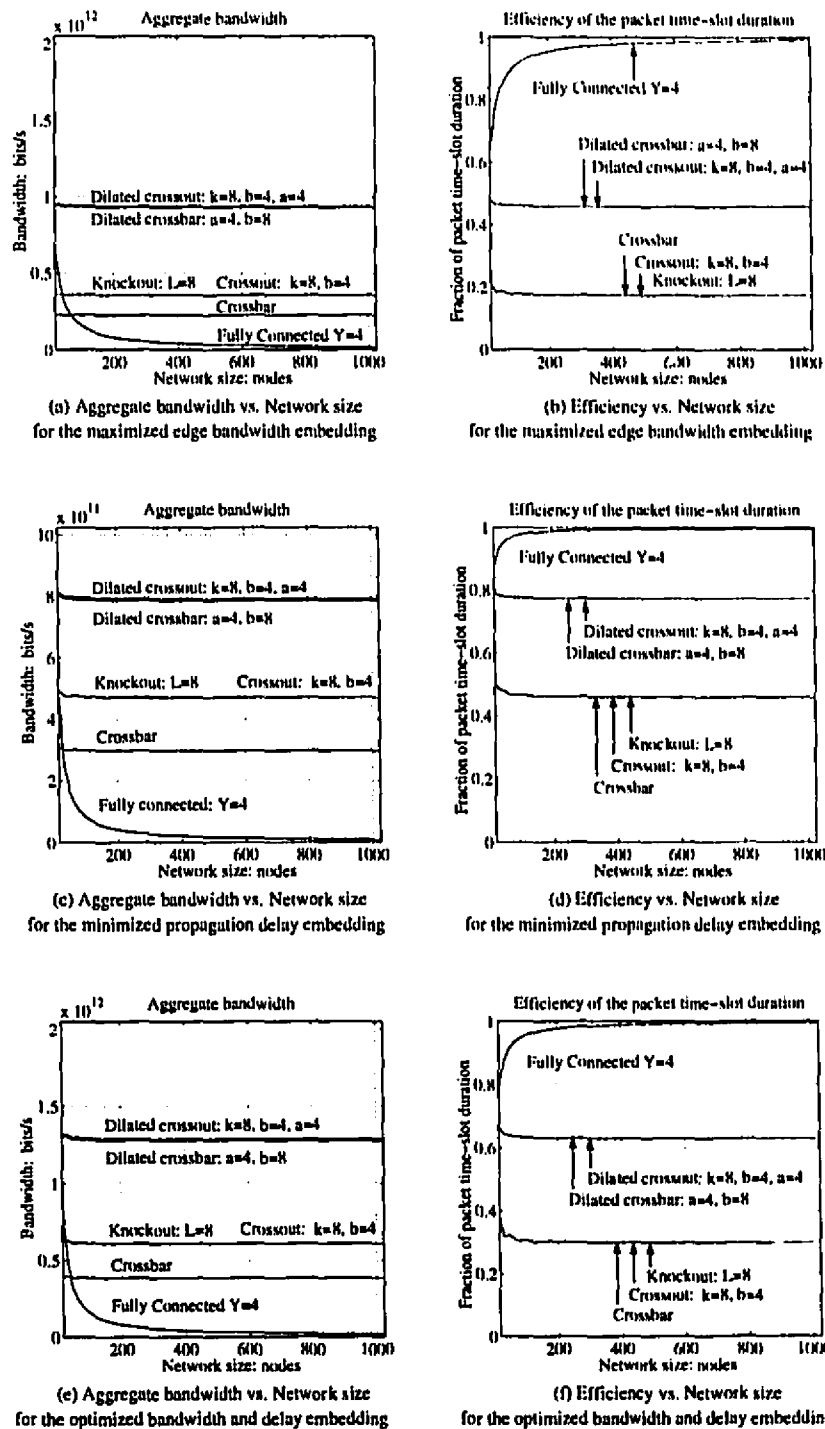 Aggregate bandwidth
x 10^12
2
1.5
1
0.5
0
Bandwidth: bits/s
Dilated crossout: k=8, b=4, a=4
Dilated crossbar: a=4, b=8
Knockout: L=8 Crossout: k=8, b=4
Crossbar
Fully Connected Y=4
200 400 600 800 1000
Network size: nodes
(a) Aggregate bandwidth vs. Network size
for the maximized edge bandwidth embedding
Efficiency of the packet time-slot duration
1
0.8
0.6
0.4
0.2
0
Fraction of packet time-slot duration
Fully Connected Y=4
Dilated crossbar: a=4, b=8
Dilated crossout: k=8, b=4, a=4
Crossbar
Crossout: k=8, b=4
Knockout: L=8
200 400 600 800 1000
Network size: nodes
(b) Efficiency vs. Network size
for the maximized edge bandwidth embedding
Aggregate bandwidth
x 10^11
10
8
6
4
2
0
Bandwidth: bits/s
Dilated crossout: k=8, b=4, a=4
Dilated crossbar: a=4, b=8
Knockout: L=8 Crossout: k=8, b=4
Crossbar
Fully connected: Y=4
200 400 600 800 1000
Network size: nodes
(c) Aggregate bandwidth vs. Network size
for the minimized propagation delay embedding
Efficiency of the packet time-slot duration
1
0.8
0.6
0.4
0.2
0
Fraction of packet time-slot duration
Fully Connected Y=4
Dilated crossout: k=8, b=4, a=4
Dilated crossbar: a=4, b=8
Knockout: L=8
Crossout: k=8, b=4
Crossbar
200 400 600 800 1000
Network size: nodes
(d) Efficiency vs. Network size
for the minimized propagation delay embedding
Aggregate bandwidth
x 10^12
2
1.5
1
0.5
0
Bandwidth: bits/s
Dilated crossout: k=8, b=4, a=4
Dilated crossbar: a=4, b=8
Knockout: L=8 Crossout: k=8, b=4
Crossbar
Fully Connected Y=4
200 400 600 800 1000
Network size: nodes
(e) Aggregate bandwidth vs. Network size
for the optimized bandwidth and delay embedding
Efficiency of the packet time-slot duration
1
0.8
0.6
0.4
0.2
0
Fraction of packet time-slot duration
Fully Connected Y=4
Dilated crossout: k=8, b=4, a=4
Dilated crossbar: a=4, b=8
Knockout: L=8
Crossout: k=8, b=4
Crossbar
200 400 600 800 1000
Network size: nodes
(f) Efficiency vs. Network size
for the optimized bandwidth and delay embeddin